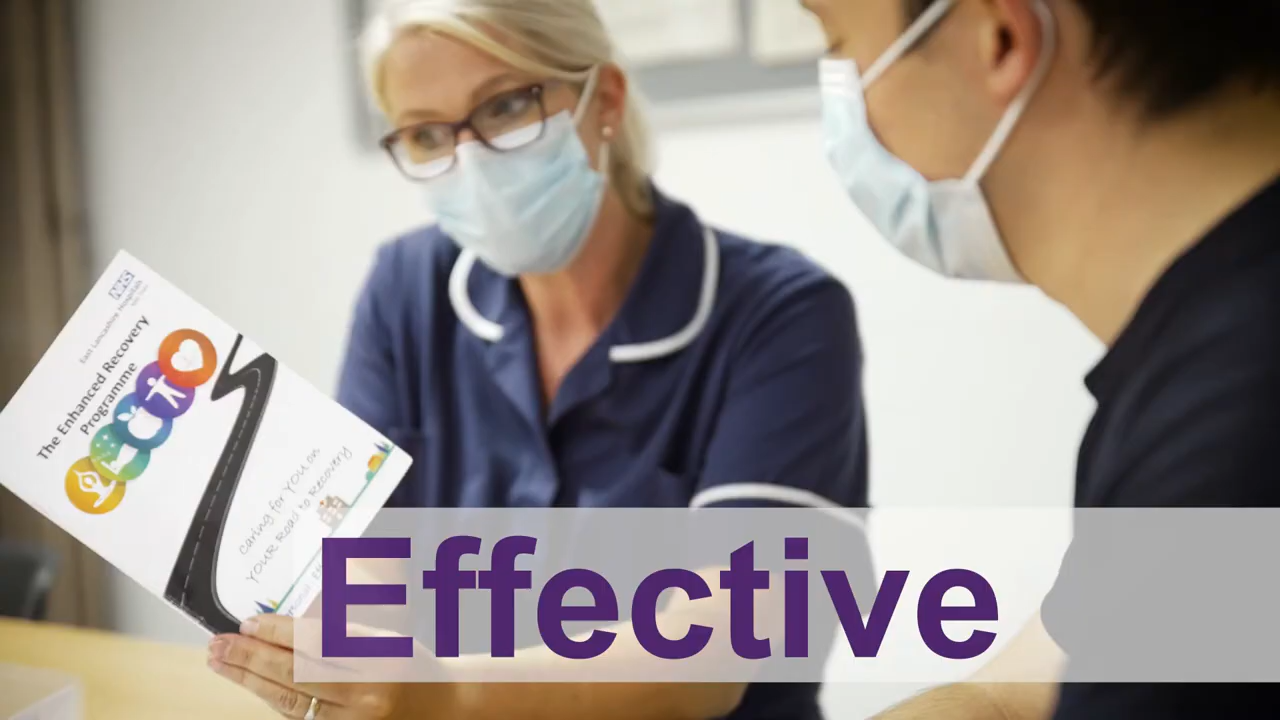 NHS
East Lancashire Hospitals
The Enhanced Recovery
Programme
caring for YOU on
YOUR Road to Recovery
Effective